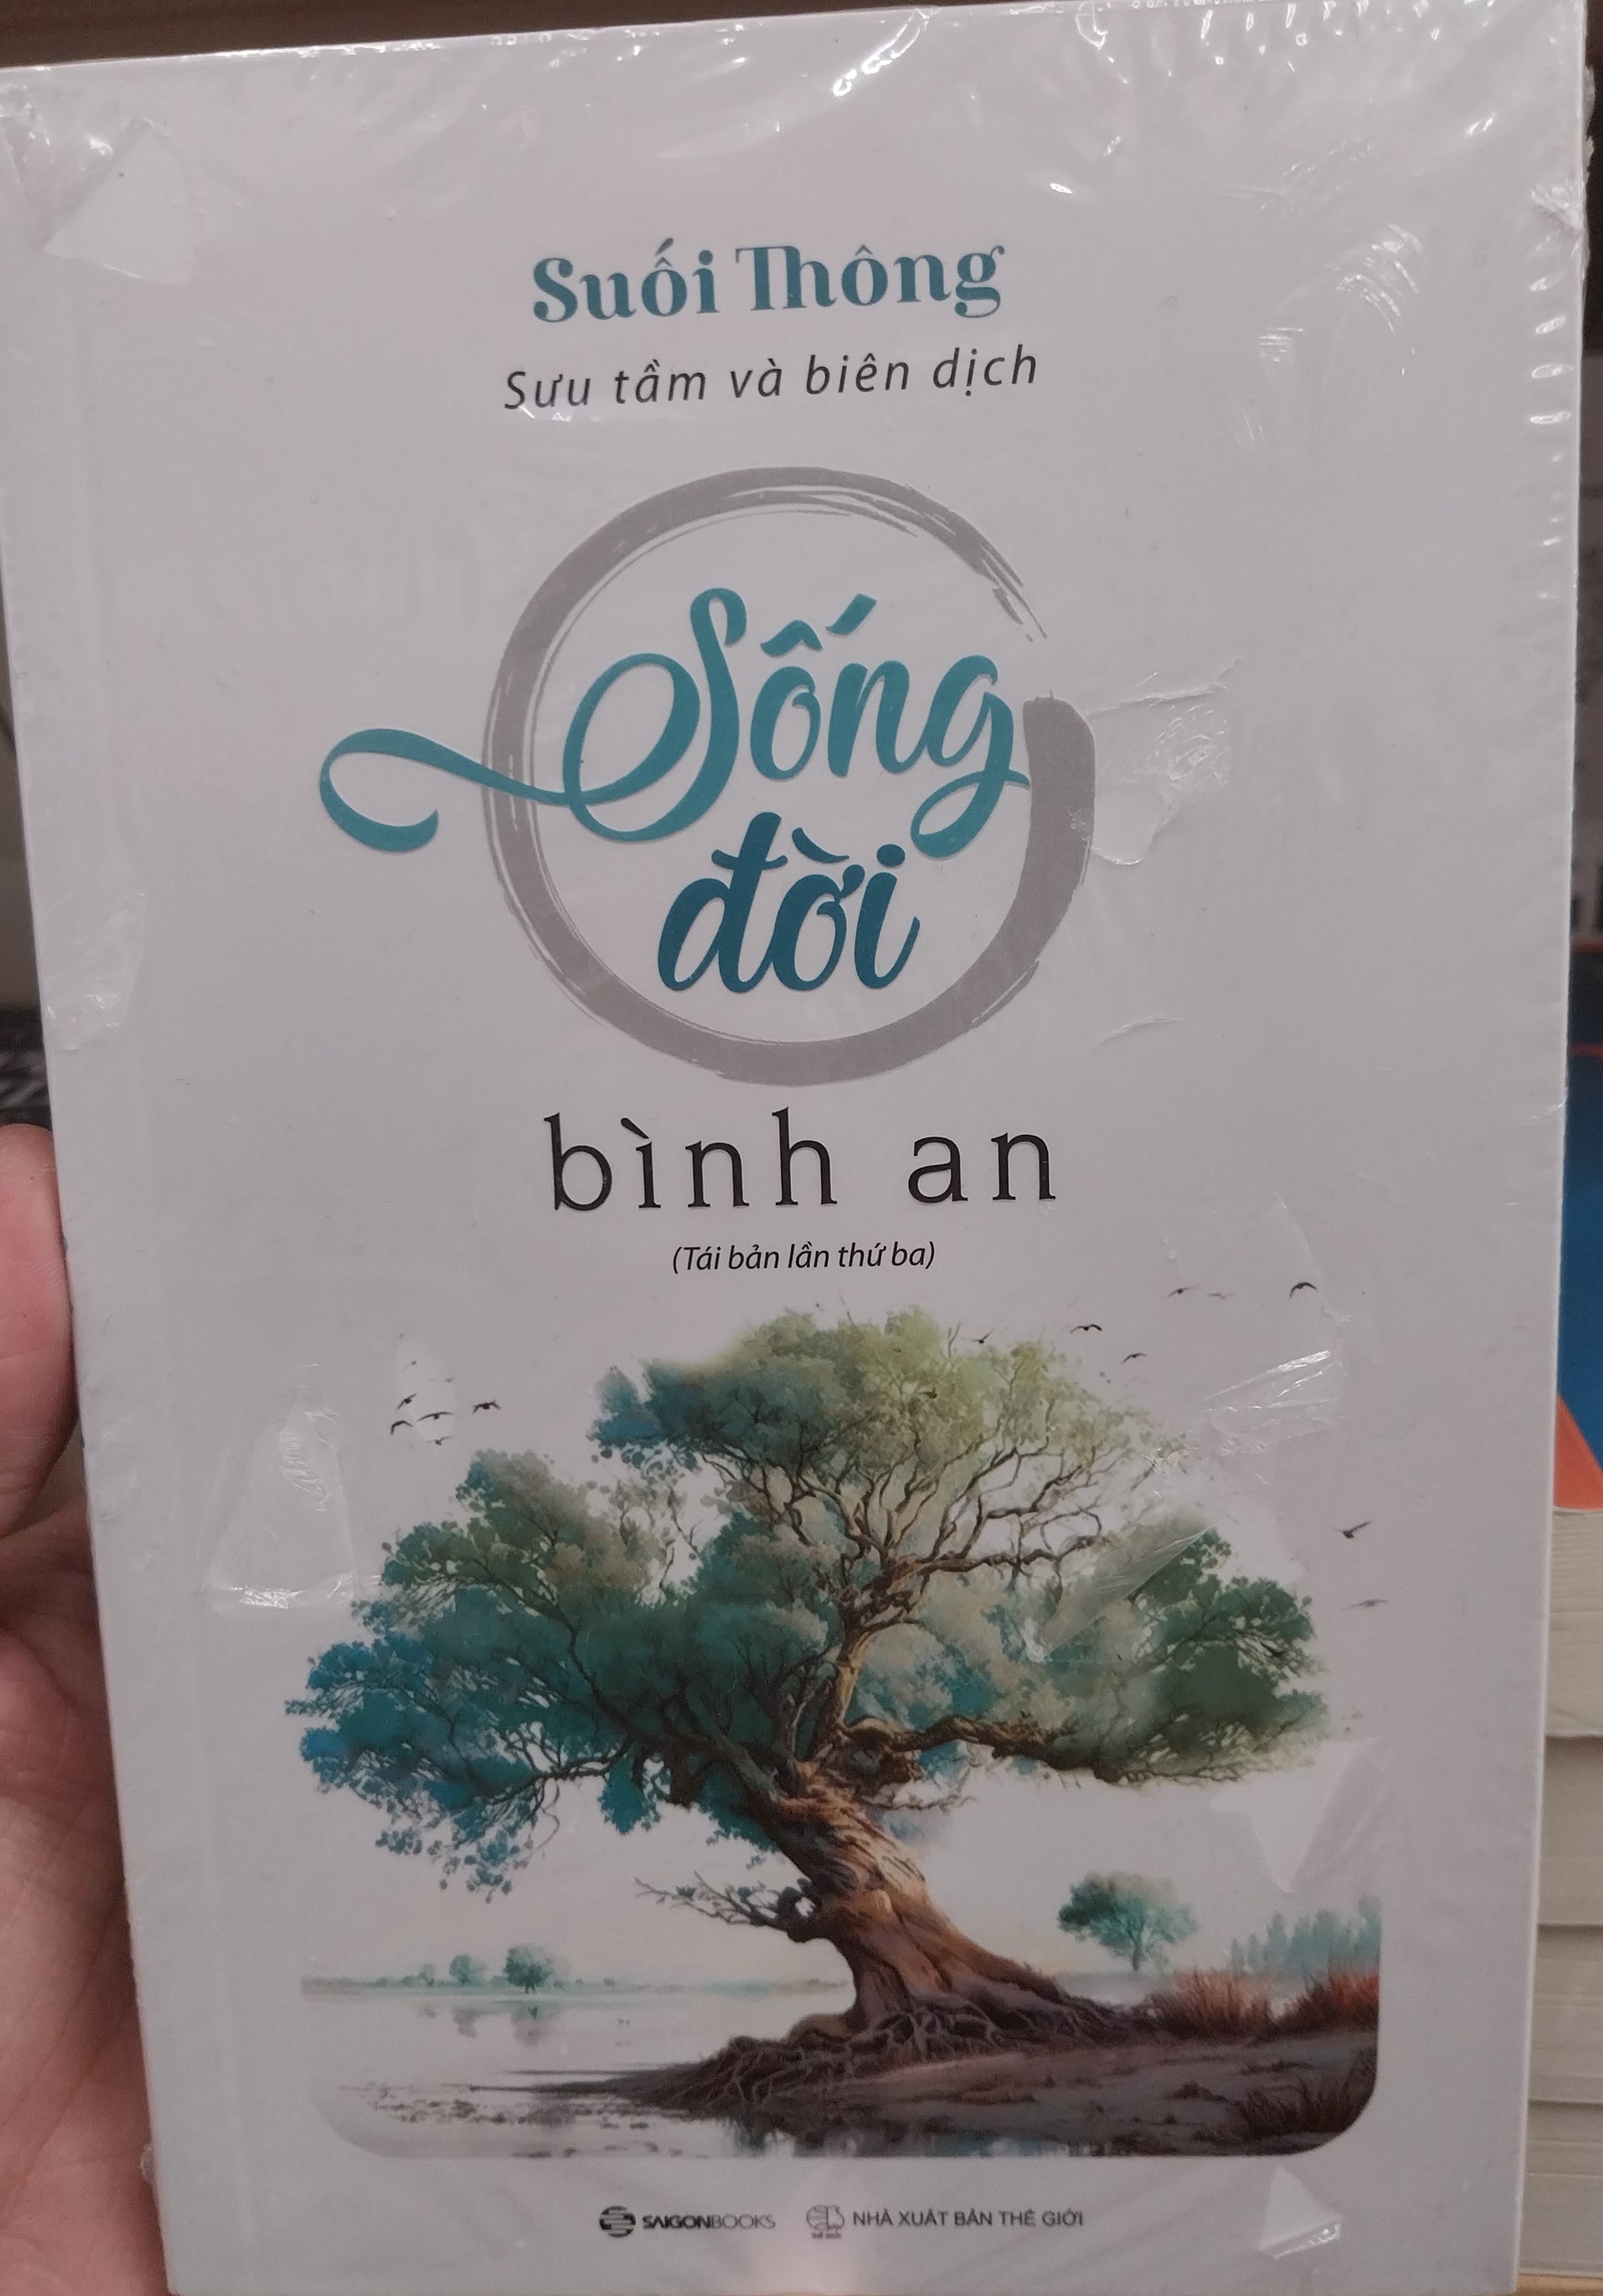 Suối Thông
Sưu tầm và biên dịch
Sống
đời
bình an
(Tái bản lần thứ ba)
SAIGONBOOKS NHÀ XUẤT BẢN THẾ GIỚI